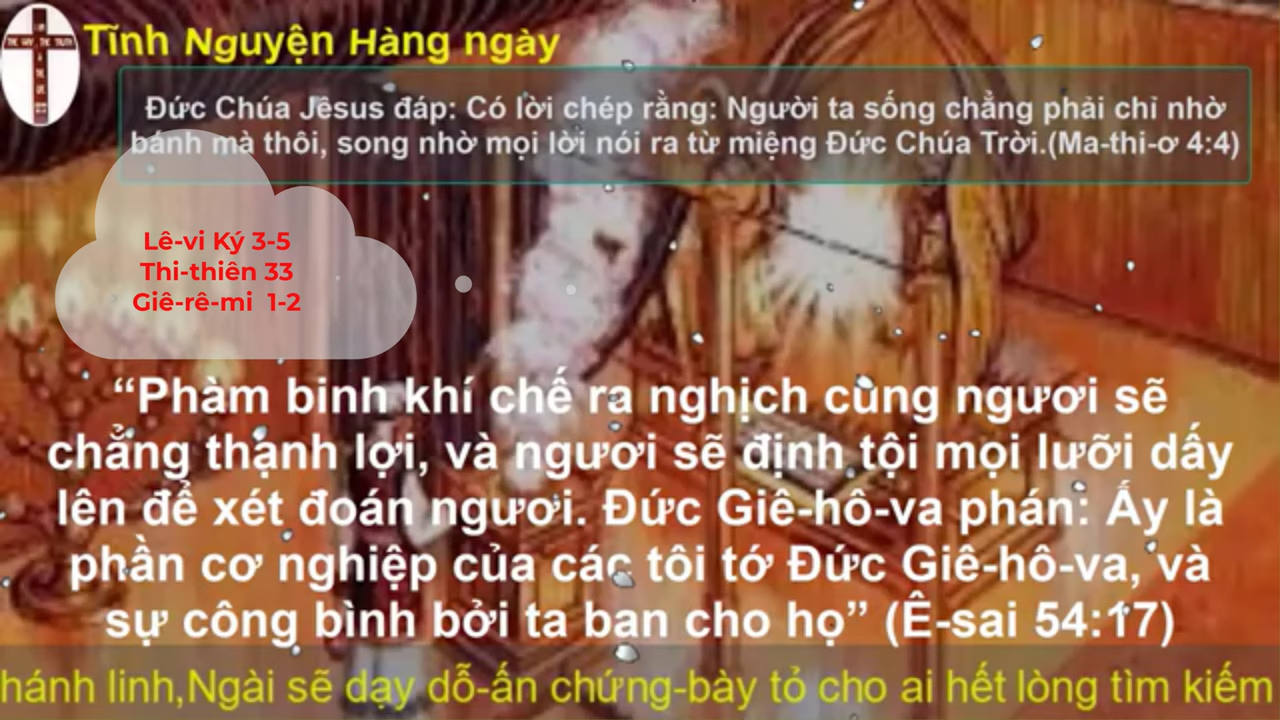 Tĩnh Nguyện Hàng ngày
Đức Chúa Jêsus đáp: Có lời chép rằng: Người ta sống chẳng phải chỉ nhờ
bánh mà thôi, song nhờ mọi lời nói ra từ miệng Đức Chúa Trời.(Ma-thi-ơ 4:4)
Lê-vi Ký 3-5
Thi-thiên 33
Giê-rê-mi 1-2
“Phàm binh khí chế ra nghịch cùng ngươi sẽ
chẳng thạnh lợi, và ngươi sẽ định tội mọi lưỡi dấy
lên để xét đoán ngươi. Đức Giê-hô-va phán: Ấy là
phần cơ nghiệp của các tôi tớ Đức Giê-hô-va, và
sự công bình bởi ta ban cho họ” (Ê-sai 54:17)
hánh linh,Ngài sẽ dạy dỗ-ấn chứng-bày tỏ cho ai hết lòng tìm kiếm